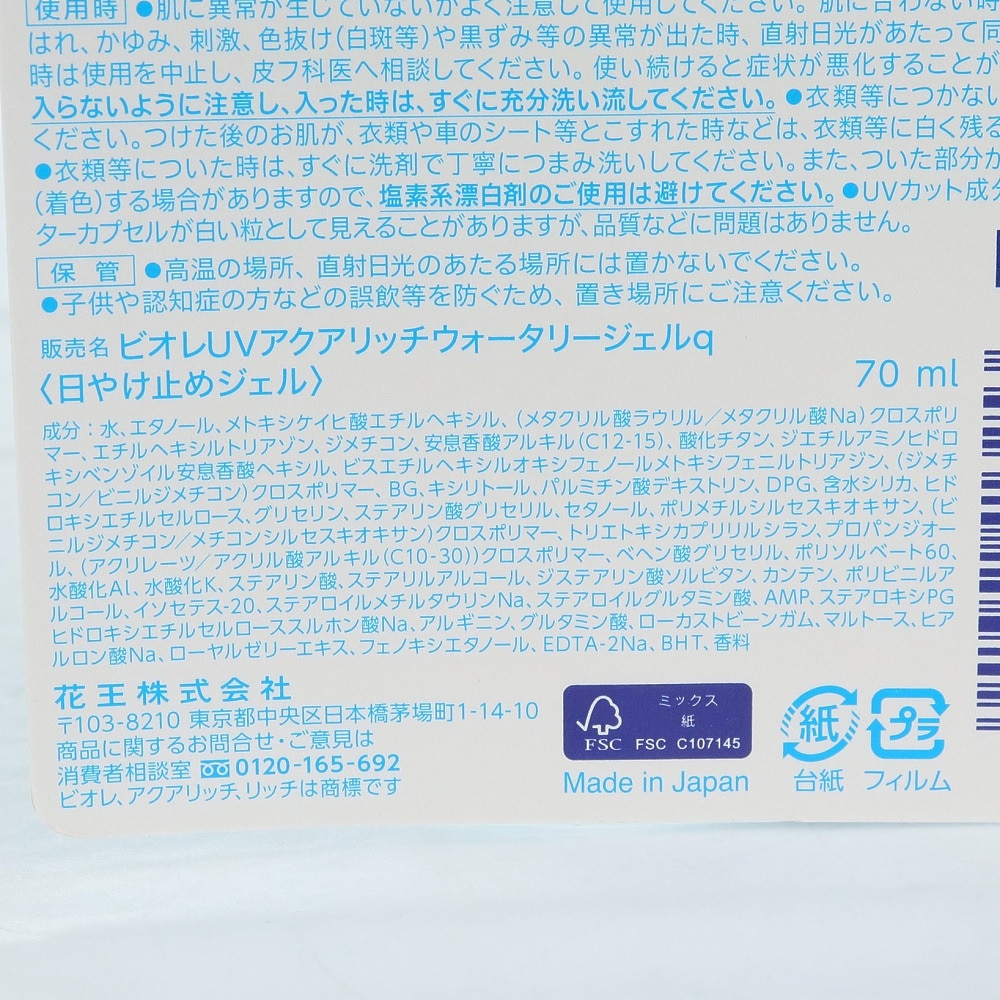 使用時 ●肌に異常が生じていないかよく注意して使用してください。肌に合わない時
はれ、かゆみ、刺激、色抜け(白斑等)や黒ずみ等の異常が出た時、直射日光があたって同
時は使用を中止し、皮フ科医へ相談してください。使い続けると症状が悪化することが
入らないように注意し、入った時は、すぐに充分洗い流してください。●衣類等につかない
ください。つけた後のお肌が、衣類や車のシート等とこすれた時などは、衣類等に白く残る
●衣類等についた時は、すぐに洗剤で丁寧につまみ洗いしてください。また、ついた部分が
(着色)する場合がありますので、塩素系漂白剤のご使用は避けてください。●UVカット成分
ターカプセルが白い粒として見えることがありますが、品質などに問題はありません。
保管 ●高温の場所、直射日光のあたる場所には置かないでください。
●子供や認知症の方などの誤飲等を防ぐため、置き場所にご注意ください。
販売名 ビオレUVアクアリッチウォータリージェルq
〈日やけ止めジェル〉 70 ml
成分：水、エタノール、メトキシケイヒ酸エチルヘキシル、(メタクリル酸ラウリル／メタクリル酸Na)クロスポリ
マー、エチルヘキシルトリアゾン、ジメチコン、安息香酸アルキル(C12-15)、酸化チタン、ジエチルアミノヒドロ
キシベンゾイル安息香酸ヘキシル、ビスエチルヘキシルオキシフェノールメトキシフェニルトリアジン、(ジメチ
コン／ビニルジメチコン)クロスポリマー、BG、キシリトール、パルミチン酸デキストリン、DPG、含水シリカ、ヒド
ロキシエチルセルロース、グリセリン、ステアリン酸グリセリル、セタノール、ポリメチルシルセスキオキサン、(ビ
ニルジメチコン／メチコンシルセスキオキサン)クロスポリマー、トリエトキシカプリリルシラン、プロパンジオー
ル、(アクリレーツ／アクリル酸アルキル(C10-30))クロスポリマー、ベヘン酸グリセリル、ポリソルベート60、
水酸化Al、水酸化K、ステアリン酸、ステアリルアルコール、ジステアリン酸ソルビタン、カンテン、ポリビニルア
ルコール、イソセテス-20、ステアロイルメチルタウリンNa、ステアロイルグルタミン酸、AMP、ステアロキシPG
ヒドロキシエチルセルローススルホン酸Na、アルギニン、グルタミン酸、ローカストビーンガム、マルトース、ヒア
ルロン酸Na、ローヤルゼリーエキス、フェノキシエタノール、EDTA-2Na、BHT、香料
花王株式会社
〒103-8210 東京都中央区日本橋茅場町1-14-10
商品に関するお問合せ・ご意見は
消費者相談室 0120-165-692
ビオレ、アクアリッチ、リッチは商標です
ミックス
紙
FSC FSC C107145
Made in Japan
紙 プラ
台紙 フィルム